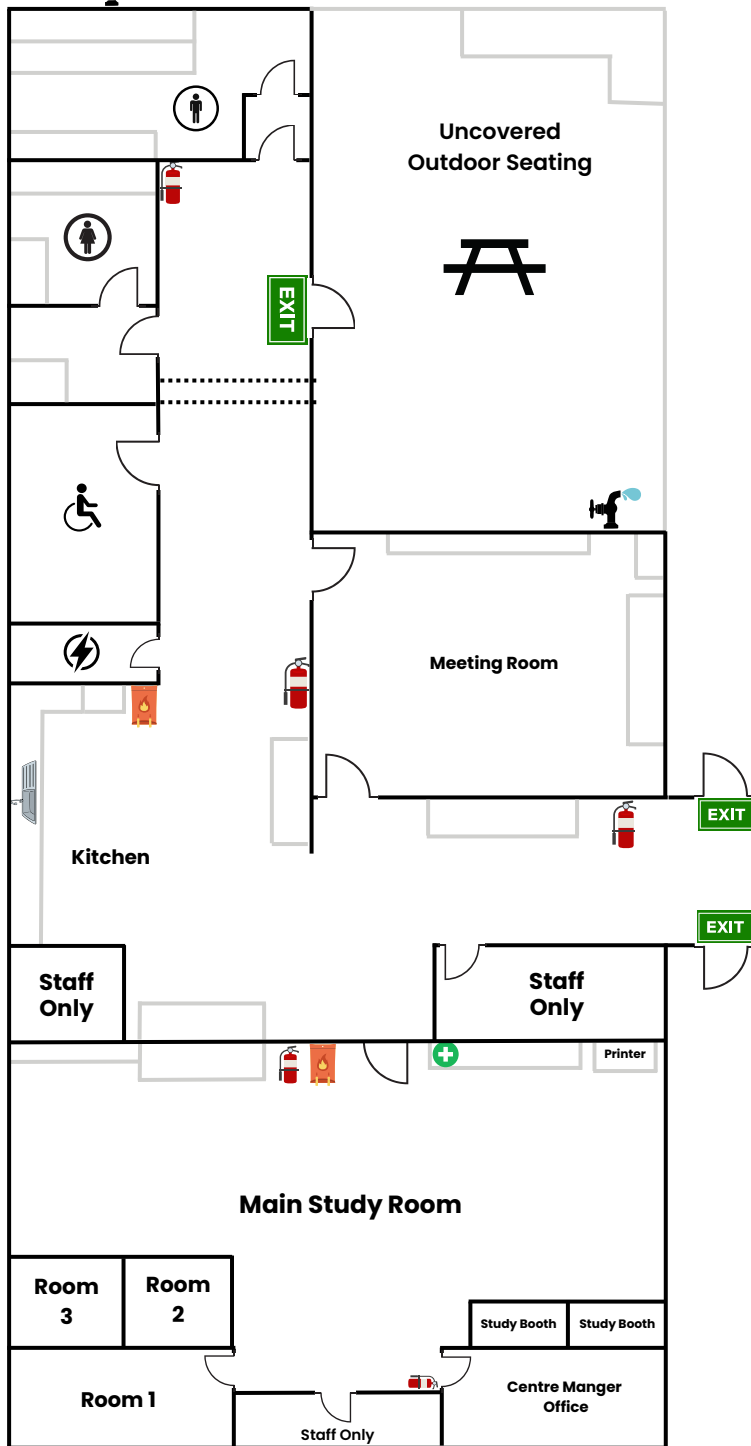 Uncovered
Outdoor Seating
EXIT
Meeting Room
EXIT
Kitchen
EXIT
Staff
Only
Staff
Only
Printer
Main Study Room
Room
3
Room
2
Study Booth
Study Booth
Room 1
Centre Manger
Office
Staff Only